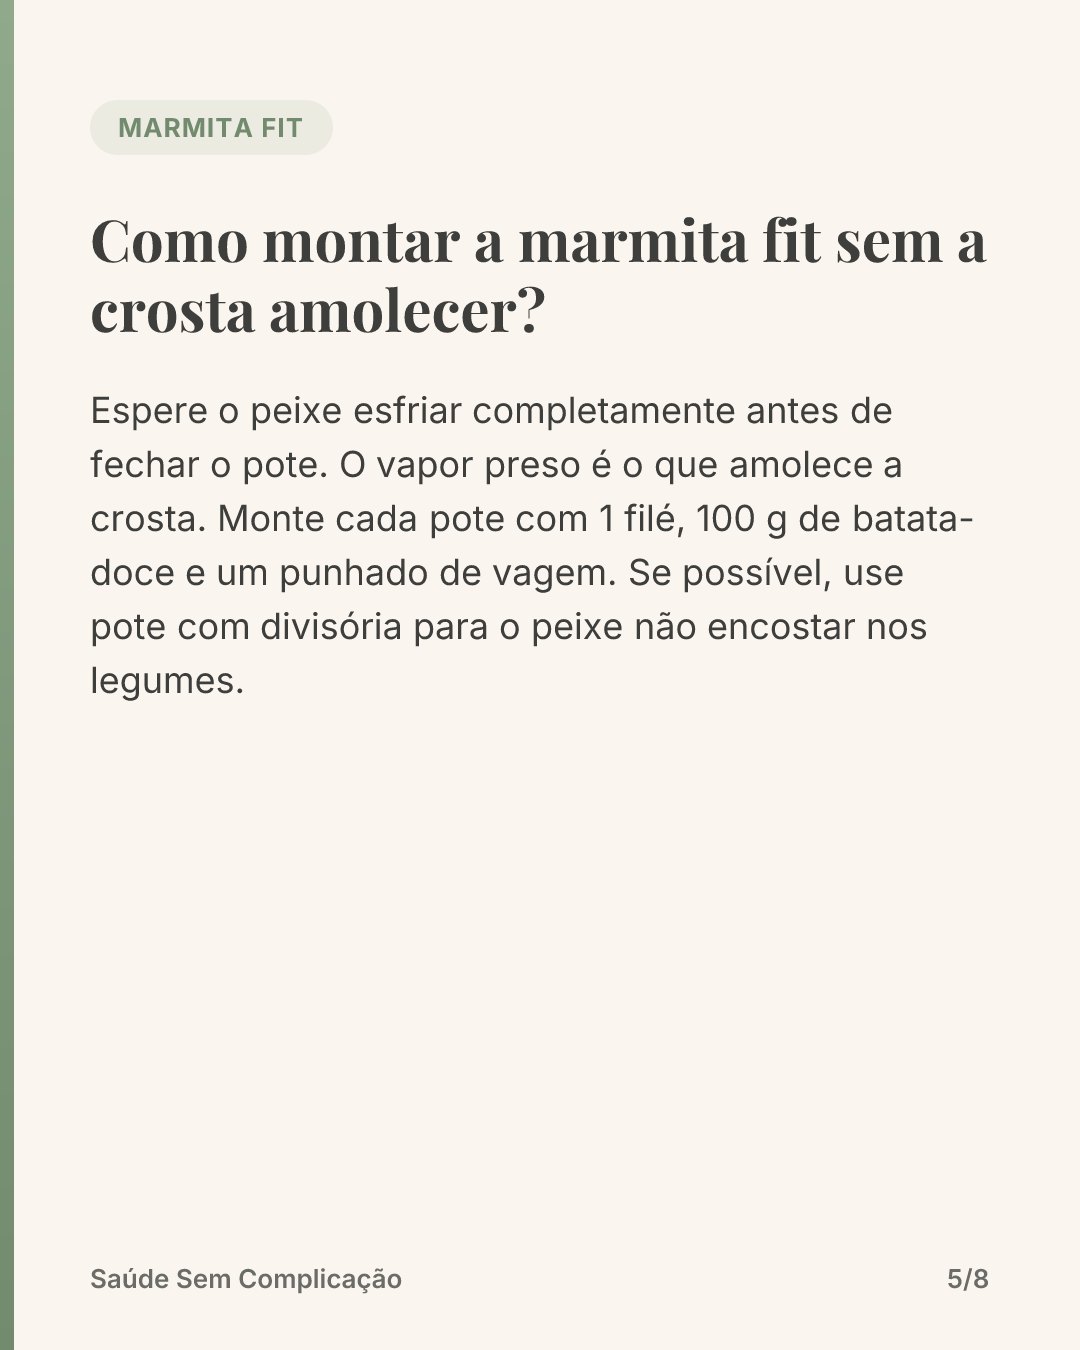 MARMITA FIT
Como montar a marmita fit sem a
crosta amolecer?
Espere o peixe esfriar completamente antes de
fechar o pote. O vapor preso é o que amolece a
crosta. Monte cada pote com 1 filé, 100 g de batata-
doce e um punhado de vagem. Se possível, use
pote com divisória para o peixe não encostar nos
legumes.
Saúde Sem Complicação
5/8